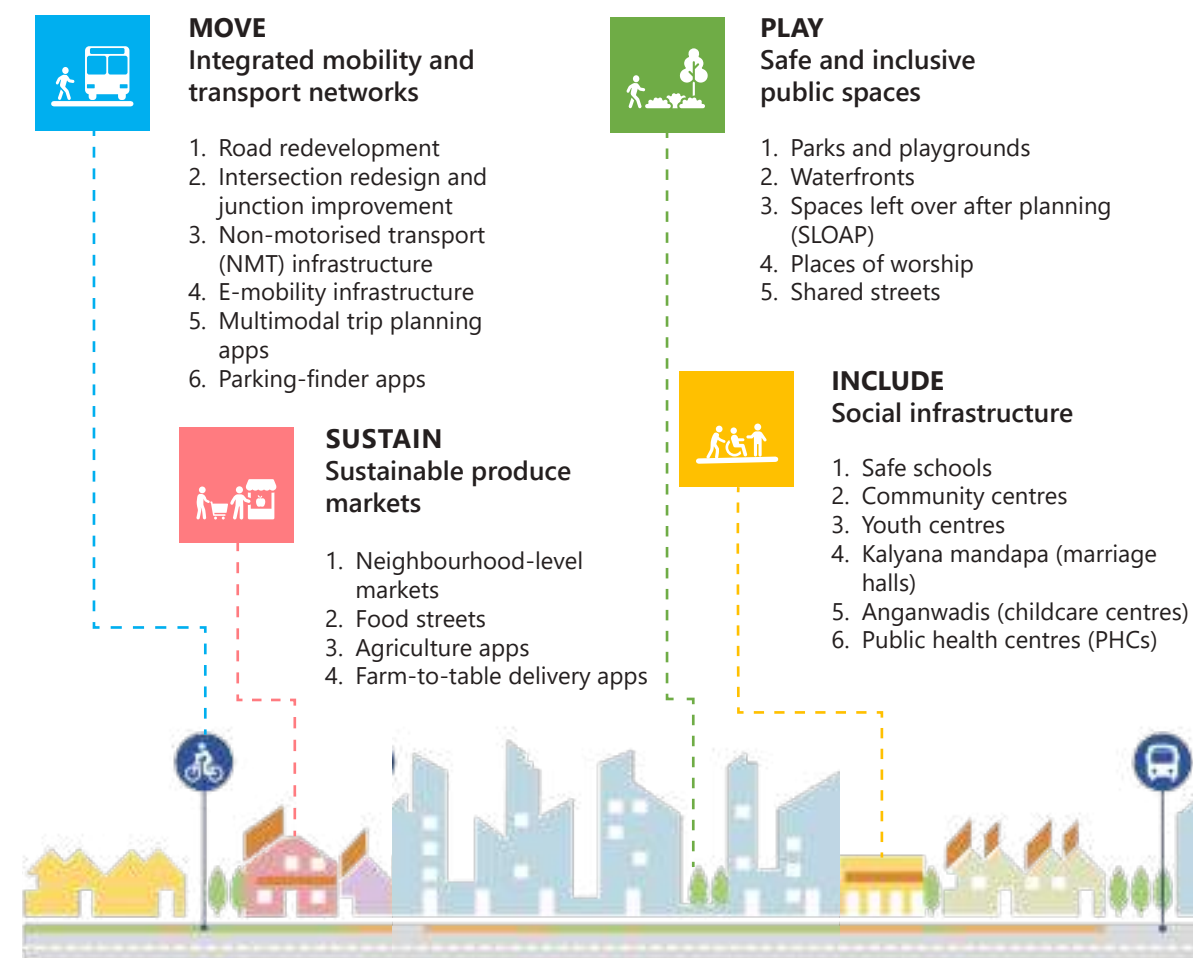 MOVE
Integrated mobility and
transport networks
1. Road redevelopment
2. Intersection redesign and
junction improvement
3. Non-motorised transport
(NMT) infrastructure
4. E-mobility infrastructure
5. Multimodal trip planning
apps
6. Parking-finder apps
PLAY
Safe and inclusive
public spaces
1. Parks and playgrounds
2. Waterfronts
3. Spaces left over after planning
(SLOAP)
4. Places of worship
5. Shared streets
SUSTAIN
Sustainable produce
markets
1. Neighbourhood-level
markets
2. Food streets
3. Agriculture apps
4. Farm-to-table delivery apps
INCLUDE
Social infrastructure
1. Safe schools
2. Community centres
3. Youth centres
4. Kalyana mandapa (marriage
halls)
5. Anganwadis (childcare centres)
6. Public health centres (PHCs)